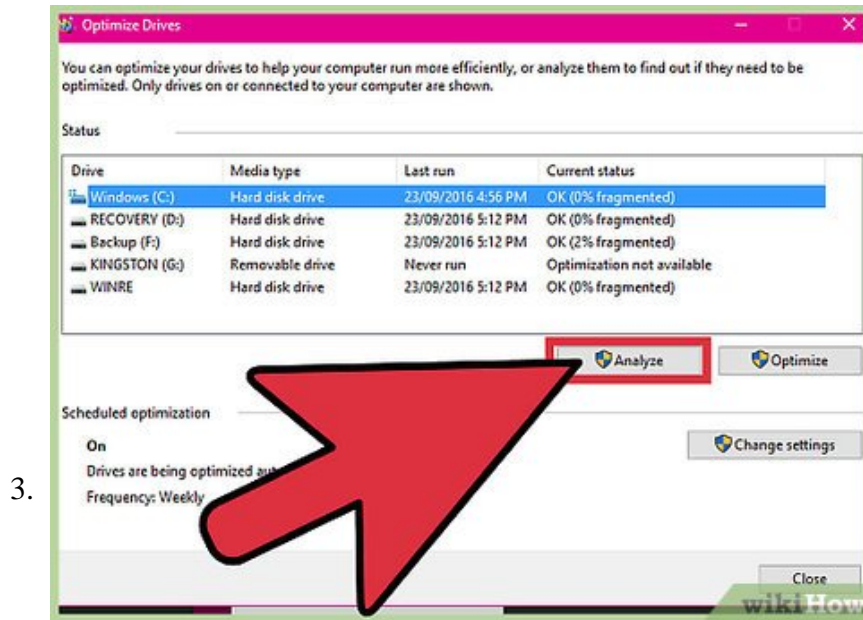 Optimize Drives
You can optimize your drives to help your computer run more efficiently, or analyze them to find out if they need to be
optimized. Only drives on or connected to your computer are shown.
Status
Drive Media type Last run Current status
Windows (C:) Hard disk drive 23/09/2016 4:56 PM OK (0% fragmented)
RECOVERY (D:) Hard disk drive 23/09/2016 5:12 PM OK (0% fragmented)
Backup (F:) Hard disk drive 23/09/2016 5:12 PM OK (2% fragmented)
KINGSTON (G:) Removable drive Never run Optimization not available
WINRE Hard disk drive 23/09/2016 5:12 PM OK (0% fragmented)
Analyze Optimize
Scheduled optimization
On Change settings
Drives are being optimized
3.
Frequency: Weekly
Close
wikiHow